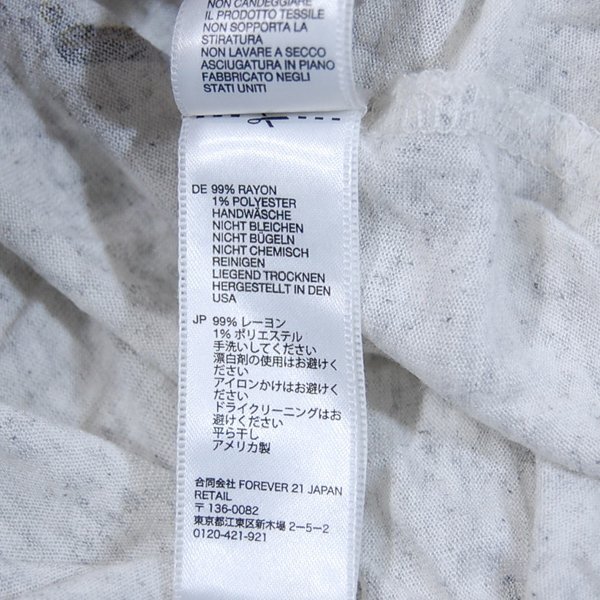 NON CANDEGGIARE
IL PRODOTTO TESSILE
NON SOPPORTA LA
STIRATURA
NON LAVARE A SECCO
ASCIUGATURA IN PIANO
FABBRICATO NEGLI
STATI UNITI
DE 99% RAYON
1% POLYESTER
HANDWÄSCHE
NICHT BLEICHEN
NICHT BÜGELN
NICHT CHEMISCH
REINIGEN
LIEGEND TROCKNEN
HERGESTELLT IN DEN
USA
JP 99% レーヨン
1% ポリエステル
手洗いしてください
漂白剤の使用はお避けく
ださい
アイロンかけはお避けく
ださい
ドライクリーニングはお
避けください
平ら干し
アメリカ製
合同会社 FOREVER 21 JAPAN
RETAIL
〒136-0082
東京都江東区新木場 2-5-2
0120-421-921